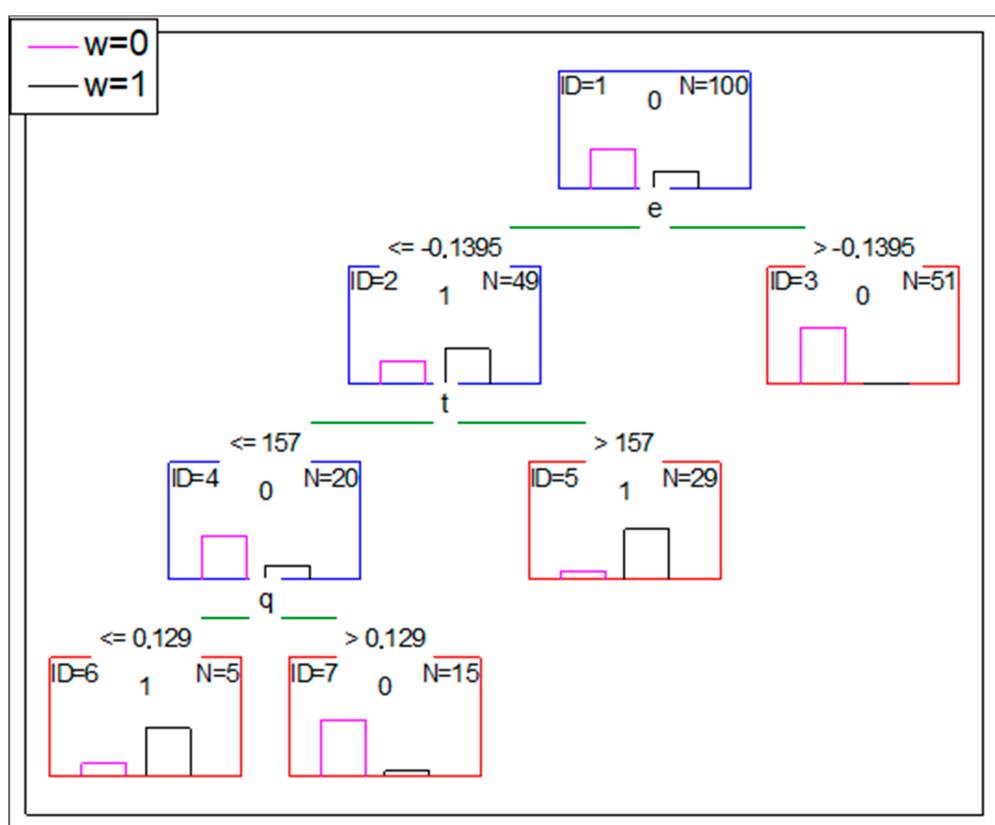 w=0
w=1
ID=1 0 N=100
e
<= -0.1395 > -0.1395
ID=2 1 N=49 ID=3 0 N=51
t
<= 157 > 157
ID=4 0 N=20 ID=5 1 N=29
q
<= 0.129 > 0.129
ID=6 1 N=5 ID=7 0 N=15